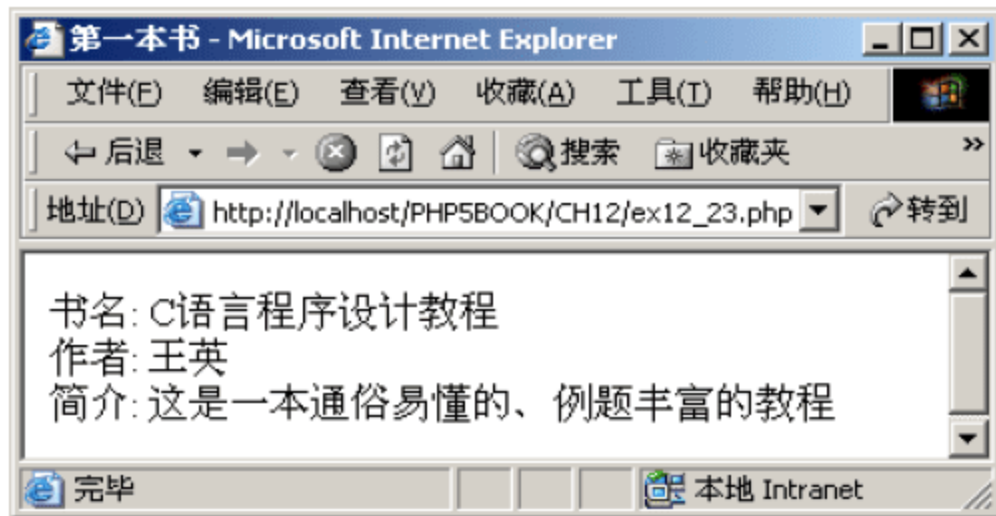 第一本书 - Microsoft Internet Explorer
文件(F) 编辑(E) 查看(V) 收藏(A) 工具(T) 帮助(H)
后退 搜索 收藏夹 »
地址(D) http://localhost/PHP5BOOK/CH12/ex12_23.php 转到
书名: C语言程序设计教程
作者: 王英
简介: 这是一本通俗易懂的、例题丰富的教程
完毕 本地 Intranet